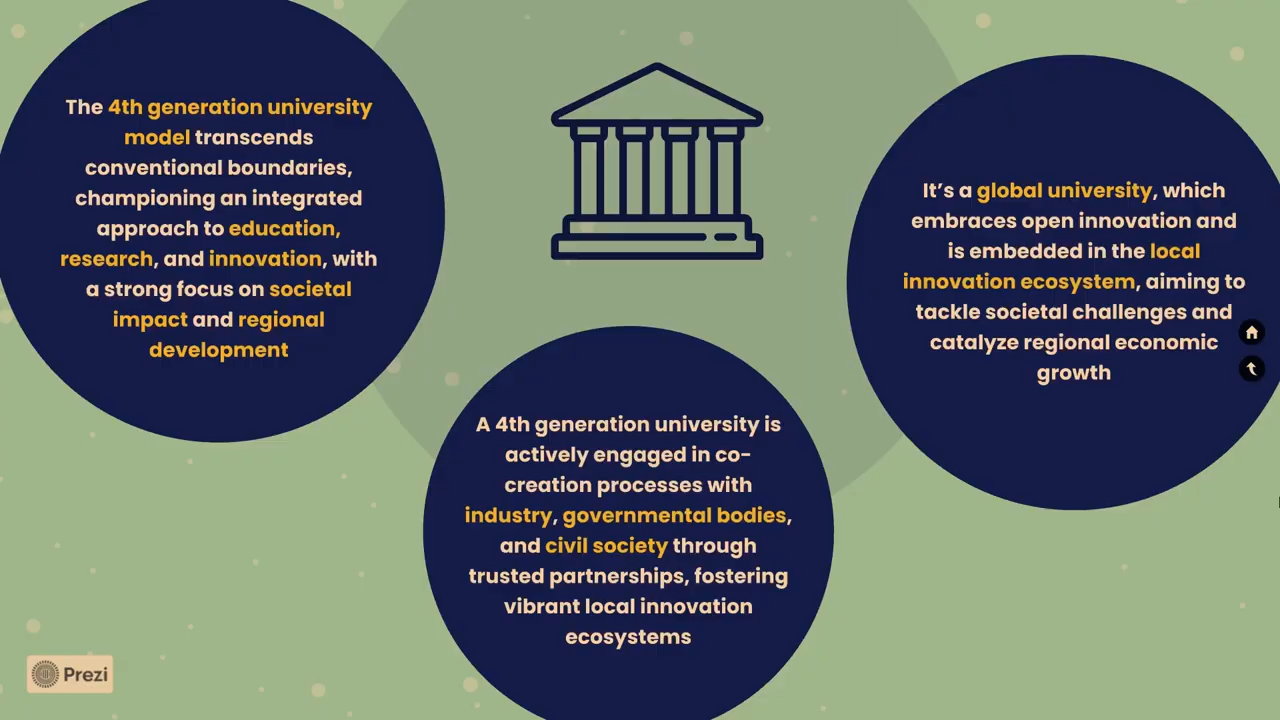 The 4th generation university
model transcends
conventional boundaries,
championing an integrated
approach to education,
research, and innovation, with
a strong focus on societal
impact and regional
development
A 4th generation university is
actively engaged in co-
creation processes with
industry, governmental bodies,
and civil society through
trusted partnerships, fostering
vibrant local innovation
ecosystems
It’s a global university, which
embraces open innovation and
is embedded in the local
innovation ecosystem, aiming to
tackle societal challenges and
catalyze regional economic
growth
Prezi